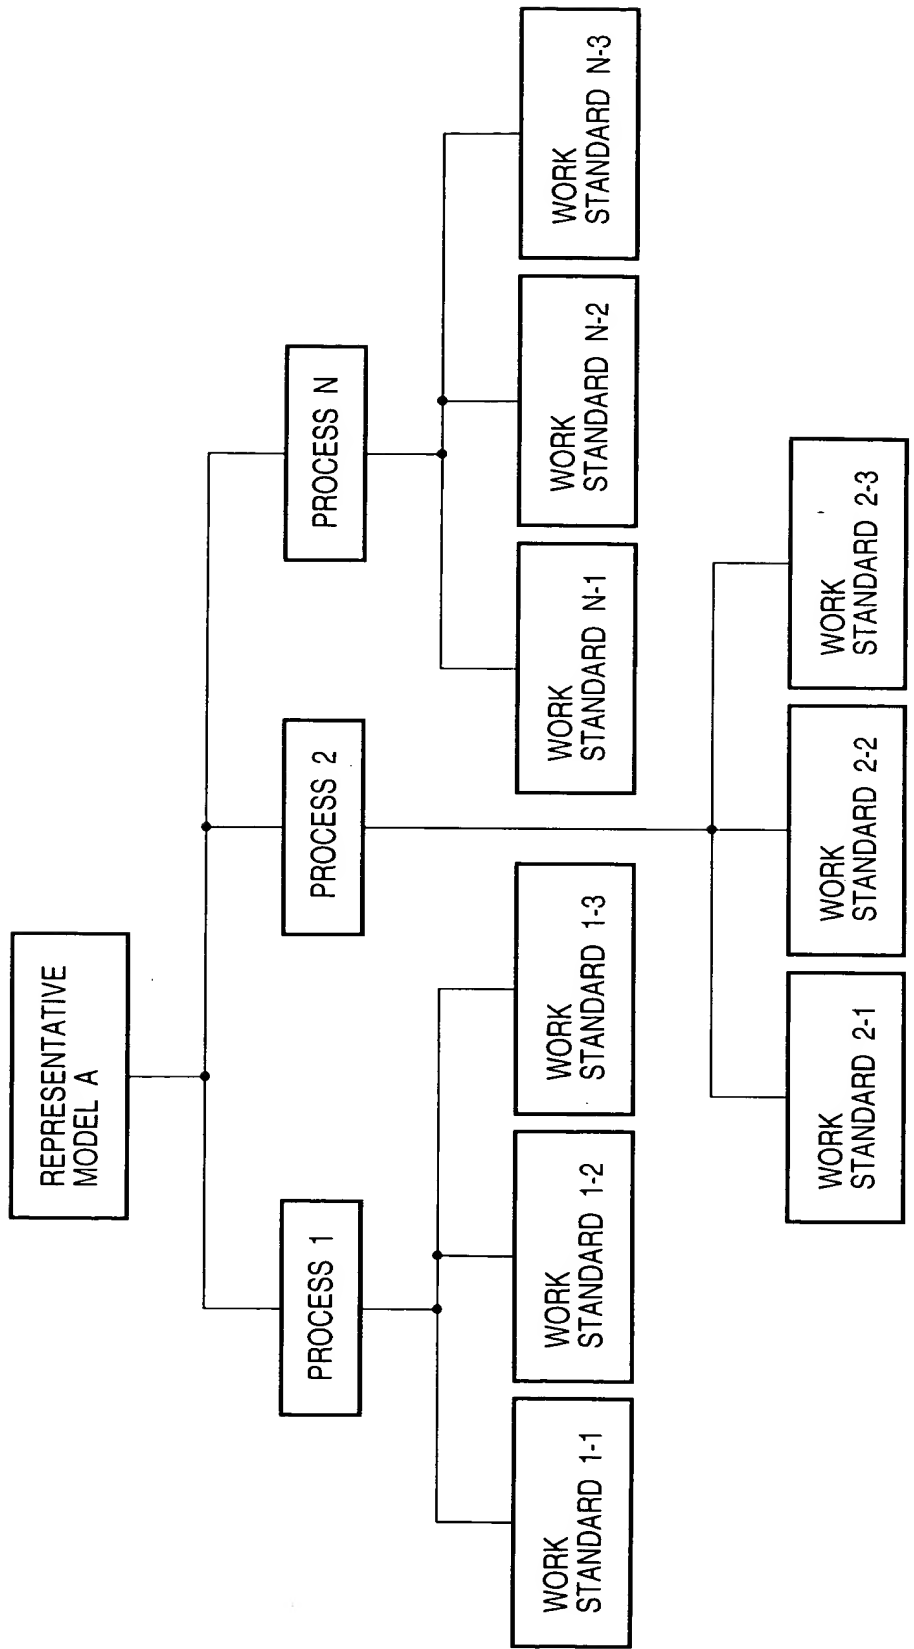 REPRESENTATIVE
MODEL A
PROCESS 1
PROCESS 2
PROCESS N
WORK
STANDARD 1-1
WORK
STANDARD 1-2
WORK
STANDARD 1-3
WORK
STANDARD N-1
WORK
STANDARD N-2
WORK
STANDARD N-3
WORK
STANDARD 2-1
WORK
STANDARD 2-2
WORK
STANDARD 2-3